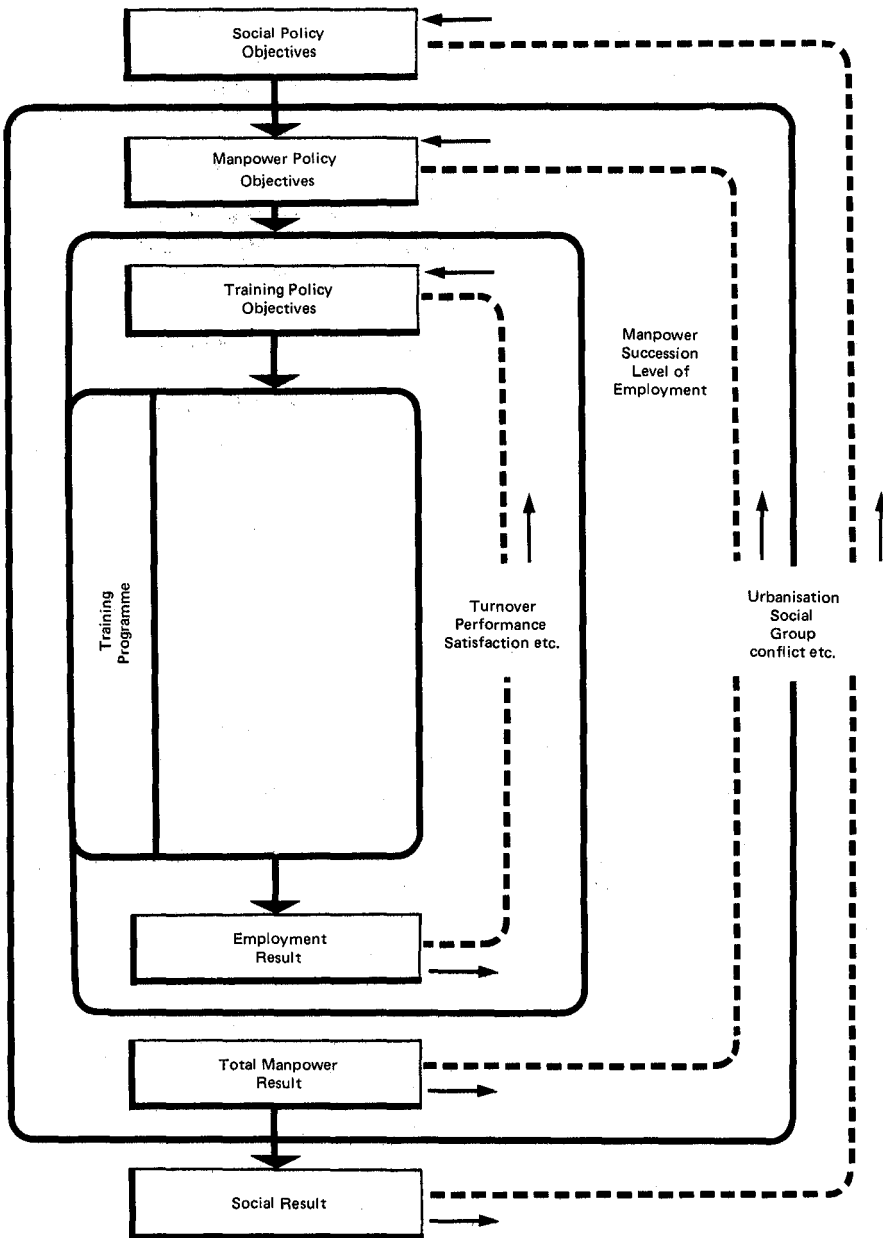 Social Policy
Objectives
Manpower Policy
Objectives
Training Policy
Objectives
Manpower
Succession
Level of
Employment
Training
Programme
Turnover
Performance
Satisfaction etc.
Urbanisation
Social
Group
conflict etc.
Employment
Result
Total Manpower
Result
Social Result